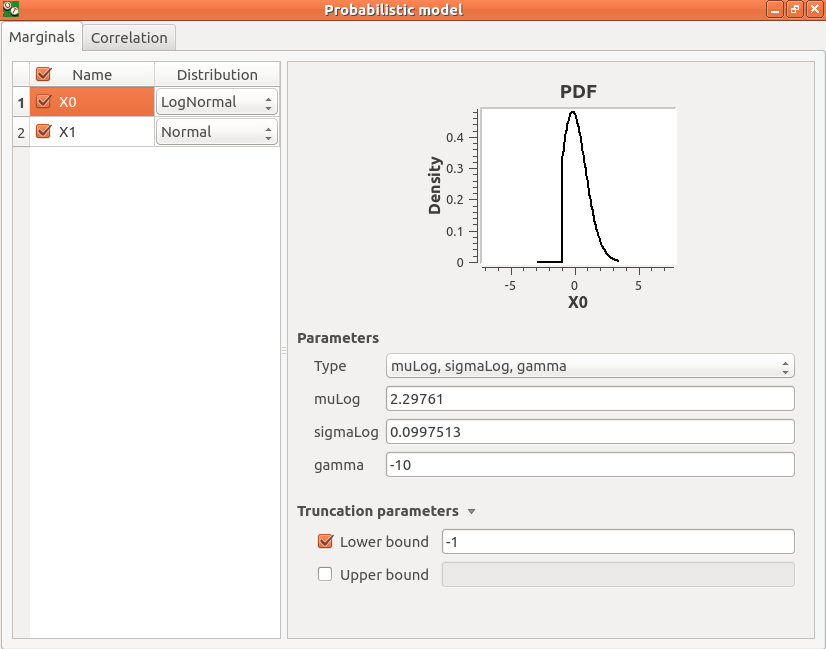 Probabilistic model
Marginals Correlation
Name Distribution
1 X0 LogNormal
2 X1 Normal
PDF
Density
0.4
0.3
0.2
0.1
0
-5 0 5
X0
Parameters
Type muLog, sigmaLog, gamma
muLog 2.29761
sigmaLog 0.0997513
gamma -10
Truncation parameters
Lower bound -1
Upper bound